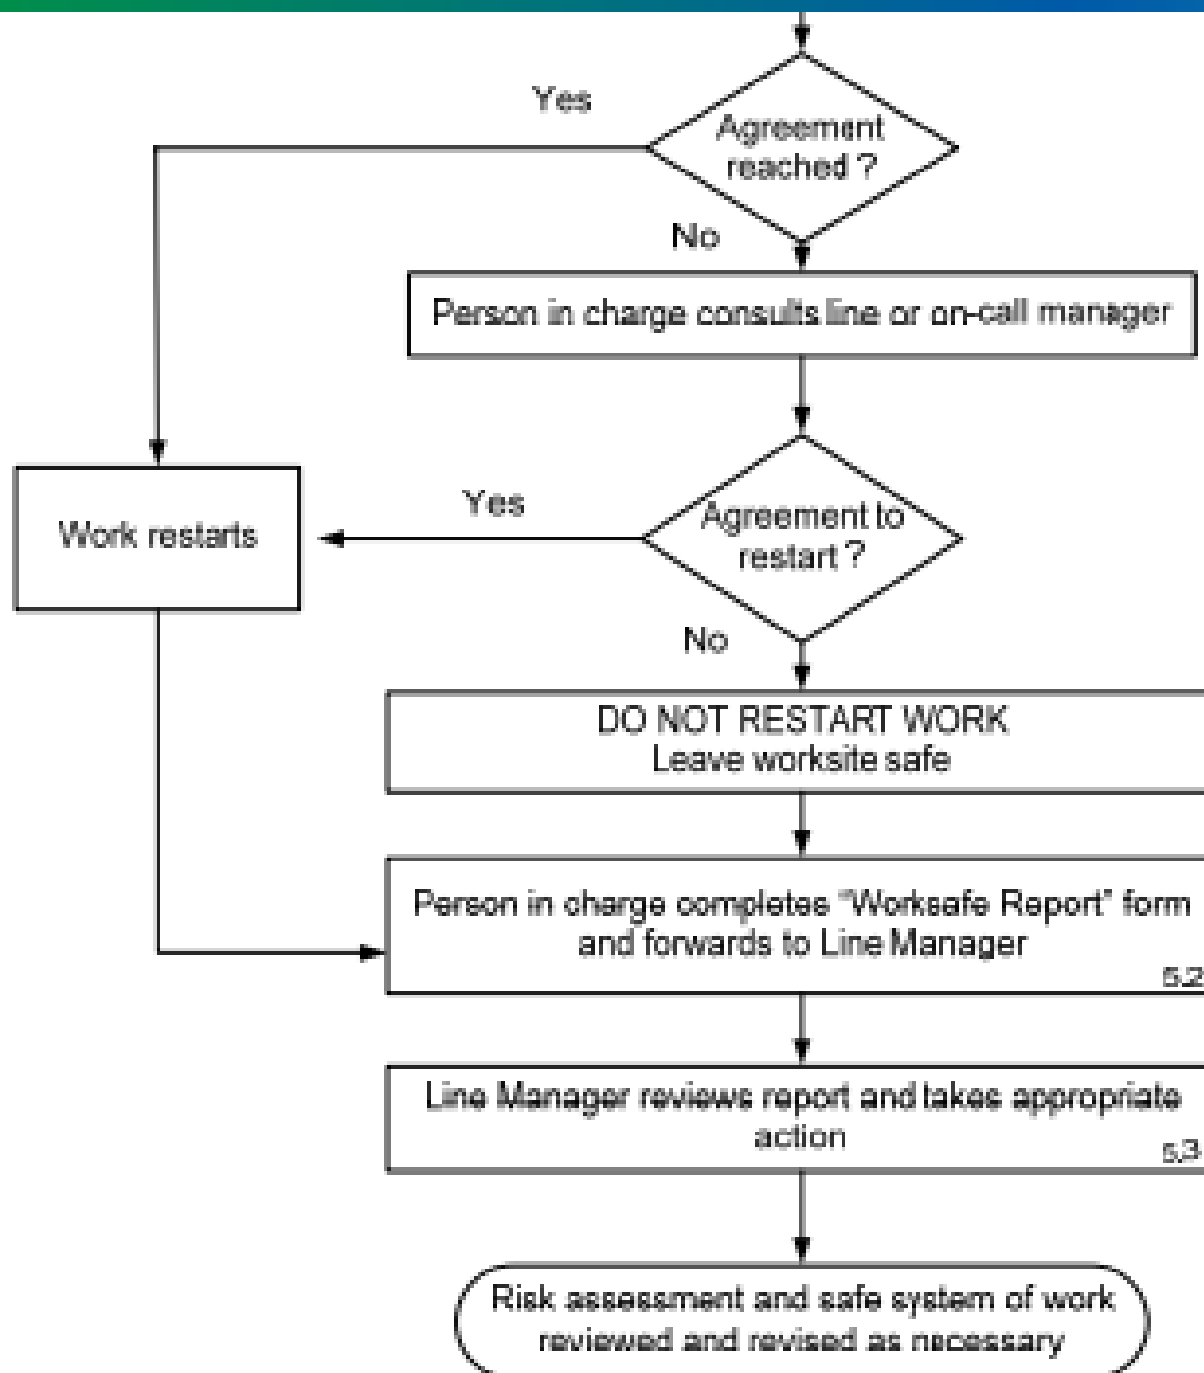 Yes
Agreement
reached ?
No
Person in charge consults line or on-call manager
Work restarts
Yes
Agreement to
restart ?
No
DO NOT RESTART WORK
Leave worksite safe
Person in charge completes "Worksafe Report" form
and forwards to Line Manager
5.2
Line Manager reviews report and takes appropriate
action
5.3
Risk assessment and safe system of work
reviewed and revised as necessary